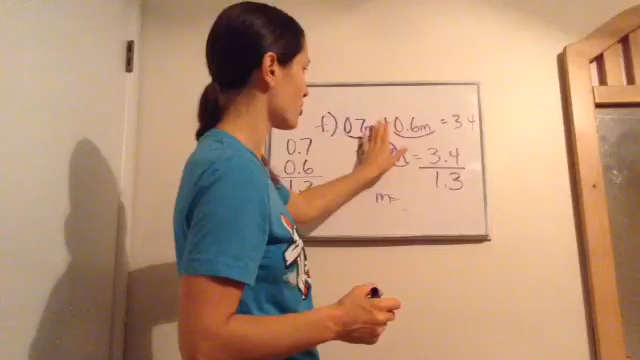 f.) 0.7m + 0.6m = 3.4
0.7
0.6
1.3
= 3.4
1.3
m=